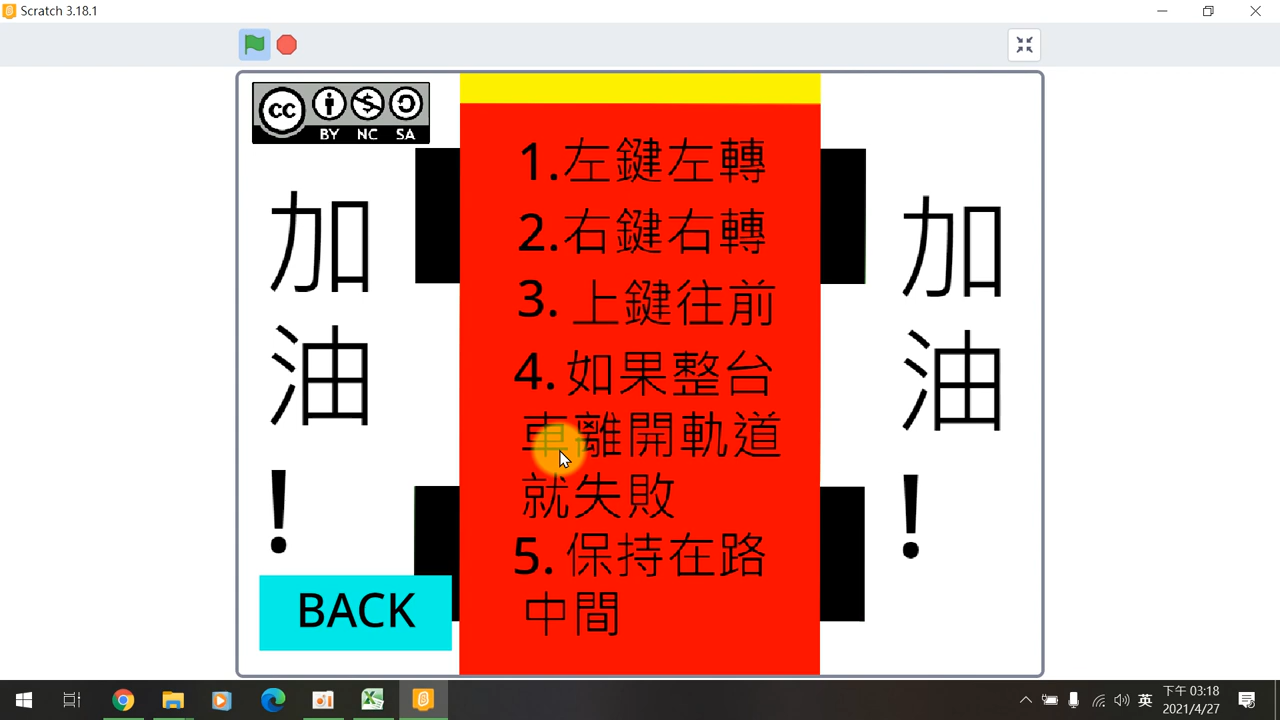 Scratch 3.18.1
cc
BY NC SA
1.左鍵左轉
2.右鍵右轉
3.上鍵往前
4.如果整台
車離開軌道
就失敗
5.保持在路
中間
加
油
!
加
油
!
BACK
英
下午 03:18
2021/4/27